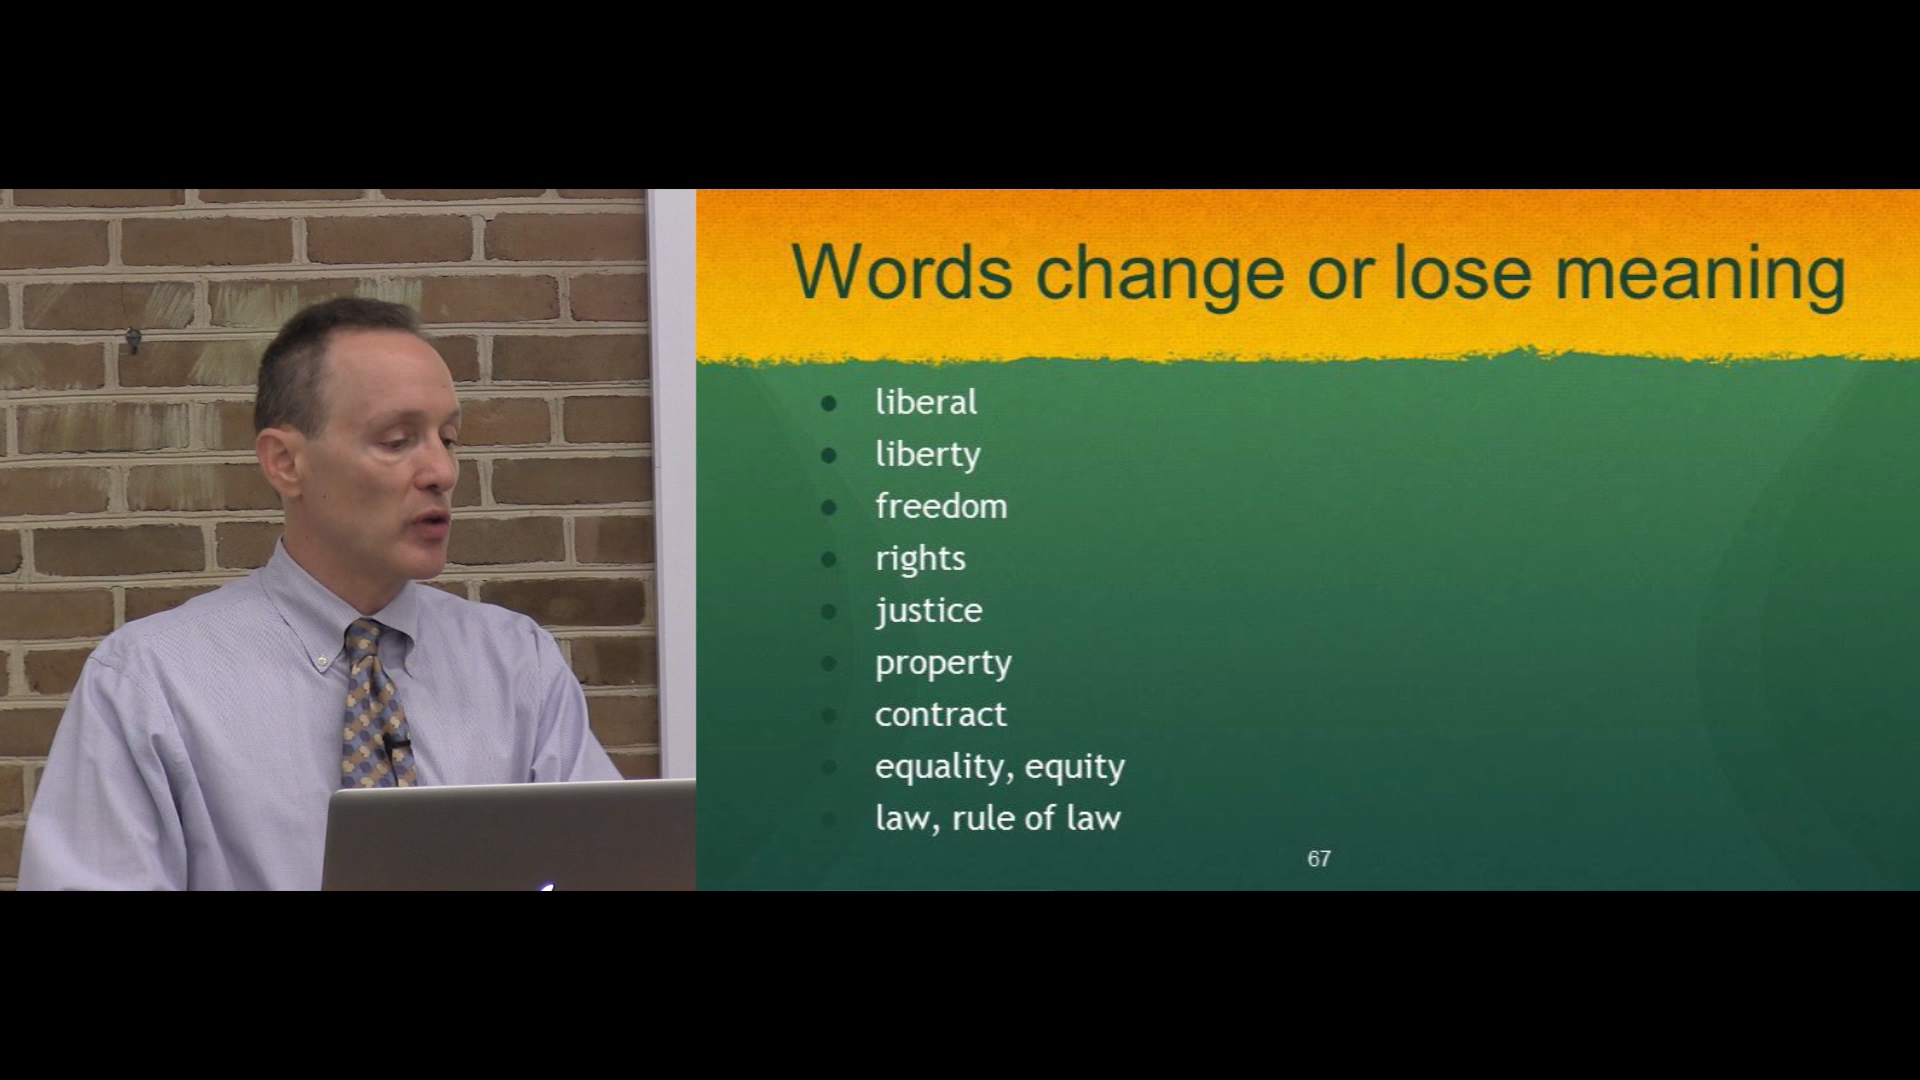 Words change or lose meaning
liberal
liberty
freedom
rights
justice
property
contract
equality, equity
law, rule of law
67